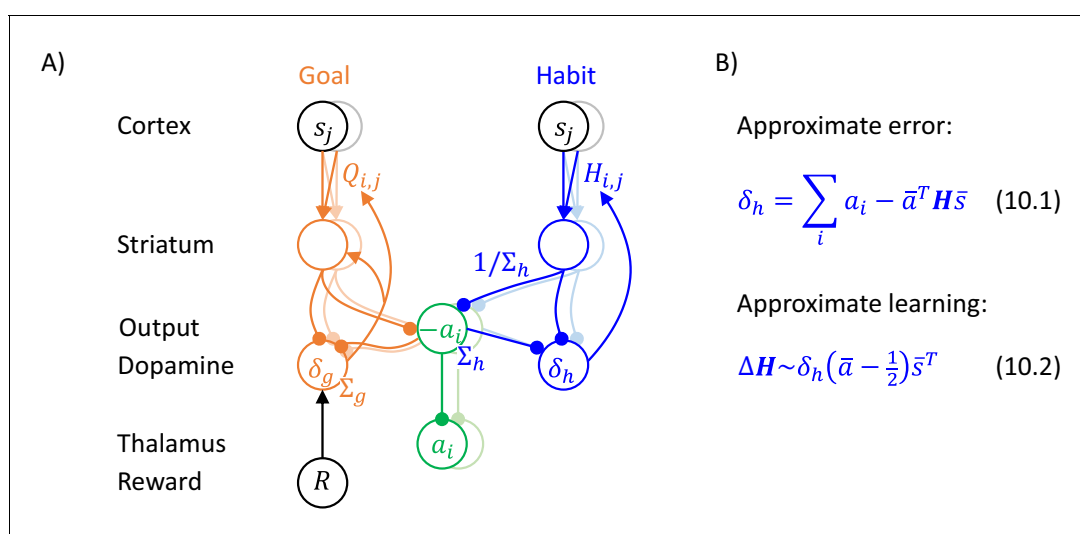 A)
B)
Goal
Habit
Cortex
s_j
s_j
Approximate error:
Q_{i,j}
H_{i,j}
δ_h = ∑_i a_i − ā^T H s̄ (10.1)
Striatum
1/Σ_h
Approximate learning:
Output
−a_i
Σ_h
Dopamine
δ_g
Σ_g
δ_h
ΔH~δ_h(ā − 1/2)s̄^T (10.2)
Thalamus
a_i
Reward
R